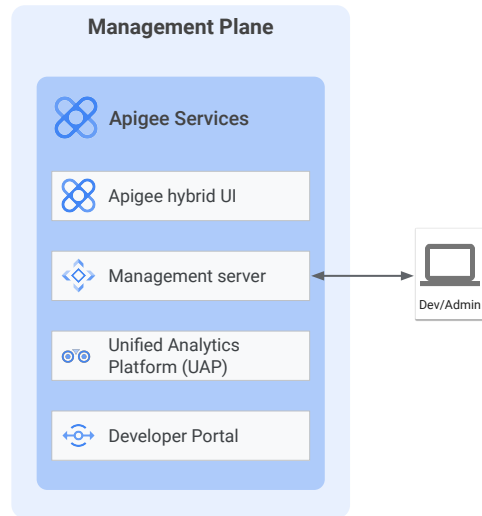 Management Plane
Apigee Services
Apigee hybrid UI
Management server
Dev/Admin
Unified Analytics
Platform (UAP)
Developer Portal